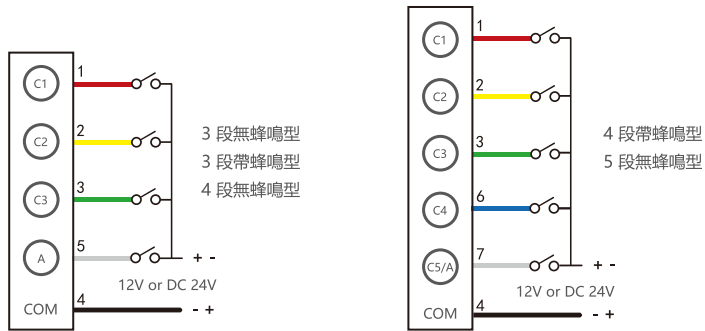 C1
1
C2
2
C3
3
A
5
COM
4
3 段無蜂鳴型
3 段帶蜂鳴型
4 段無蜂鳴型
+ -
12V or DC 24V
- +
C1
1
C2
2
C3
3
C4
6
C5/A
7
COM
4
4 段帶蜂鳴型
5 段無蜂鳴型
+ -
12V or DC 24V
- +